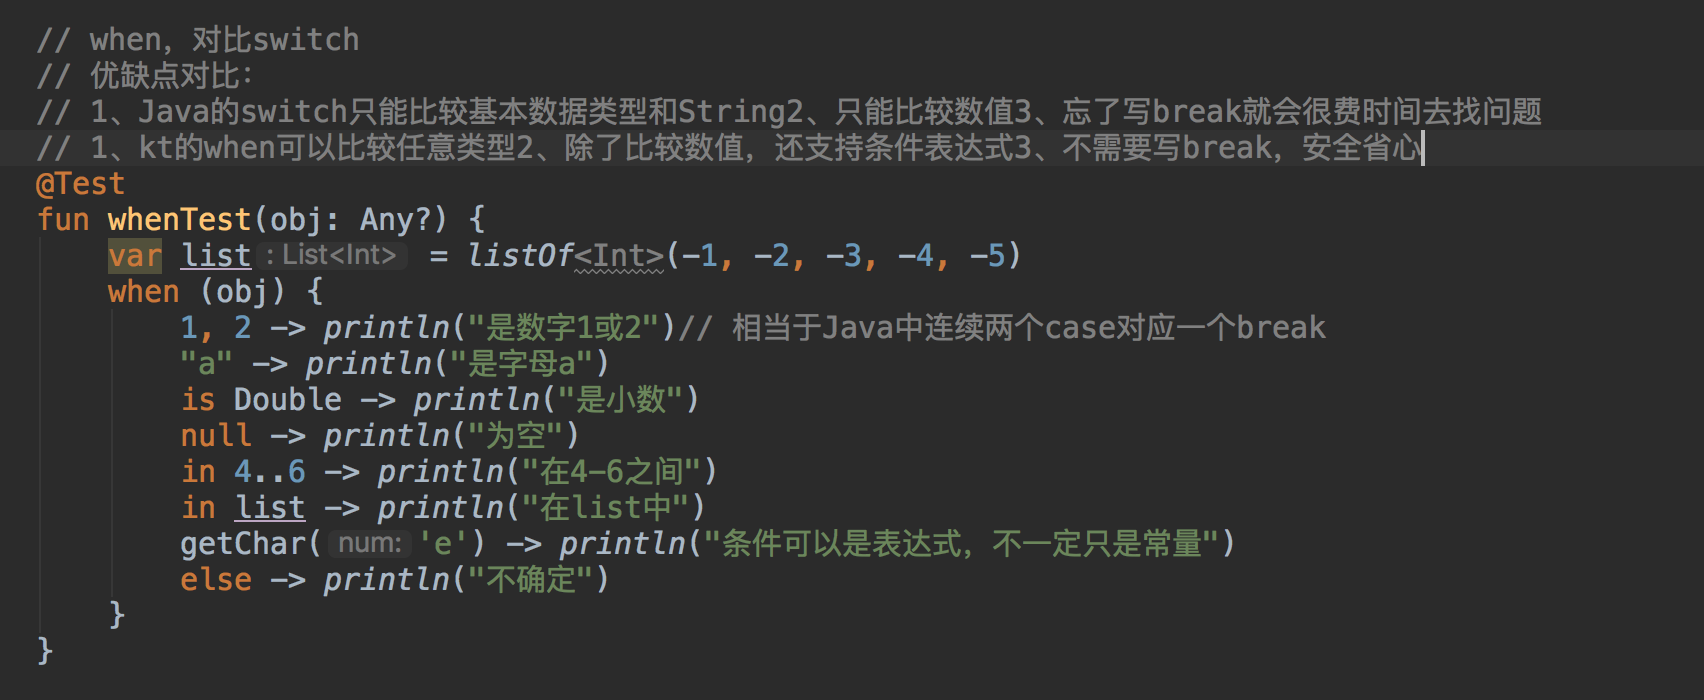 // when，对比switch
// 优缺点对比：
// 1、Java的switch只能比较基本数据类型和String2、只能比较数值3、忘了写break就会很费时间去找问题
// 1、kt的when可以比较任意类型2、除了比较数值，还支持条件表达式3、不需要写break，安全省心
@Test
fun whenTest(obj: Any?) {
    var list : List<Int> = listOf<Int>(-1, -2, -3, -4, -5)
    when (obj) {
        1, 2 -> println("是数字1或2")// 相当于Java中连续两个case对应一个break
        "a" -> println("是字母a")
        is Double -> println("是小数")
        null -> println("为空")
        in 4..6 -> println("在4-6之间")
        in list -> println("在list中")
        getChar( num: 'e') -> println("条件可以是表达式，不一定只是常量")
        else -> println("不确定")
    }
}